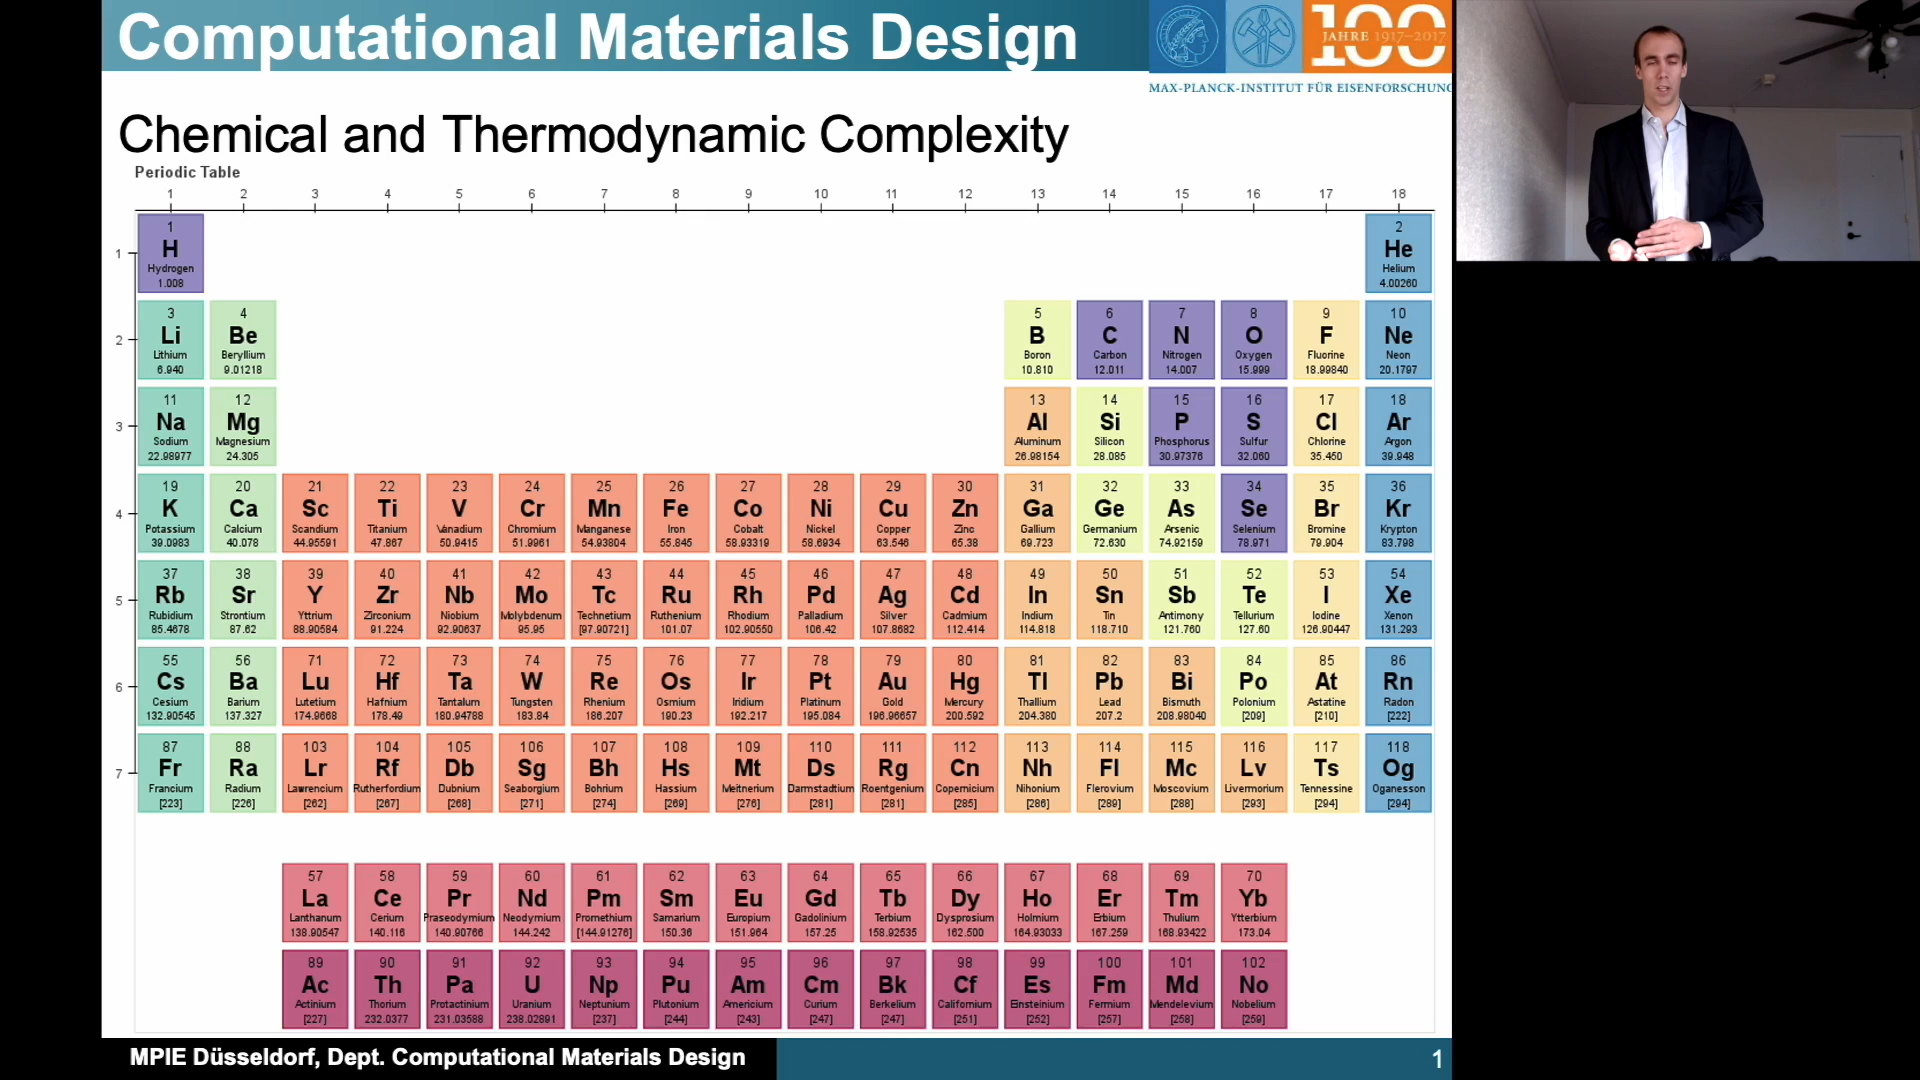 Computational Materials Design
100
JAHRE 1917–2017
MAX-PLANCK-INSTITUT FÜR EISENFORSCHUNG
Chemical and Thermodynamic Complexity
Periodic Table
1 2 3 4 5 6 7 8 9 10 11 12 13 14 15 16 17 18
1 2
1 H He
Hydrogen Helium
1.008 4.00260
3 4 5 6 7 8 9 10
2 Li Be B C N O F Ne
Lithium Beryllium Boron Carbon Nitrogen Oxygen Fluorine Neon
6.940 9.01218 10.810 12.011 14.007 15.999 18.99840 20.1797
11 12 13 14 15 16 17 18
3 Na Mg Al Si P S Cl Ar
Sodium Magnesium Aluminum Silicon Phosphorus Sulfur Chlorine Argon
22.98977 24.305 26.98154 28.085 30.97376 32.060 35.450 39.948
19 20 21 22 23 24 25 26 27 28 29 30 31 32 33 34 35 36
4 K Ca Sc Ti V Cr Mn Fe Co Ni Cu Zn Ga Ge As Se Br Kr
Potassium Calcium Scandium Titanium Vanadium Chromium Manganese Iron Cobalt Nickel Copper Zinc Gallium Germanium Arsenic Selenium Bromine Krypton
39.0983 40.078 44.95591 47.867 50.9415 51.9961 54.93804 55.845 58.93319 58.6934 63.546 65.38 69.723 72.630 74.92159 78.971 79.904 83.798
37 38 39 40 41 42 43 44 45 46 47 48 49 50 51 52 53 54
5 Rb Sr Y Zr Nb Mo Tc Ru Rh Pd Ag Cd In Sn Sb Te I Xe
Rubidium Strontium Yttrium Zirconium Niobium Molybdenum Technetium Ruthenium Rhodium Palladium Silver Cadmium Indium Tin Antimony Tellurium Iodine Xenon
85.4678 87.62 88.90584 91.224 92.90637 95.95 [97.90721] 101.07 102.90550 106.42 107.8682 112.414 114.818 118.710 121.760 127.60 126.90447 131.293
55 56 71 72 73 74 75 76 77 78 79 80 81 82 83 84 85 86
6 Cs Ba Lu Hf Ta W Re Os Ir Pt Au Hg Tl Pb Bi Po At Rn
Cesium Barium Lutetium Hafnium Tantalum Tungsten Rhenium Osmium Iridium Platinum Gold Mercury Thallium Lead Bismuth Polonium Astatine Radon
132.90545 137.327 174.9668 178.49 180.94788 183.84 186.207 190.23 192.217 195.084 196.96657 200.592 204.380 207.2 208.98040 [209] [210] [222]
87 88 103 104 105 106 107 108 109 110 111 112 113 114 115 116 117 118
7 Fr Ra Lr Rf Db Sg Bh Hs Mt Ds Rg Cn Nh Fl Mc Lv Ts Og
Francium Radium Lawrencium Rutherfordium Dubnium Seaborgium Bohrium Hassium Meitnerium Darmstadtium Roentgenium Copernicium Nihonium Flerovium Moscovium Livermorium Tennessine Oganesson
[223] [226] [262] [267] [268] [271] [274] [269] [276] [281] [281] [285] [286] [289] [288] [293] [294] [294]
57 58 59 60 61 62 63 64 65 66 67 68 69 70
La Ce Pr Nd Pm Sm Eu Gd Tb Dy Ho Er Tm Yb
Lanthanum Cerium Praseodymium Neodymium Promethium Samarium Europium Gadolinium Terbium Dysprosium Holmium Erbium Thulium Ytterbium
138.90547 140.116 140.90766 144.242 [144.91276] 150.36 151.964 157.25 158.92535 162.500 164.93033 167.259 168.93422 173.04
89 90 91 92 93 94 95 96 97 98 99 100 101 102
Ac Th Pa U Np Pu Am Cm Bk Cf Es Fm Md No
Actinium Thorium Protactinium Uranium Neptunium Plutonium Americium Curium Berkelium Californium Einsteinium Fermium Mendelevium Nobelium
[227] 232.0377 231.03588 238.02891 [237] [244] [243] [247] [247] [251] [252] [257] [258] [259]
MPIE Düsseldorf, Dept. Computational Materials Design
1